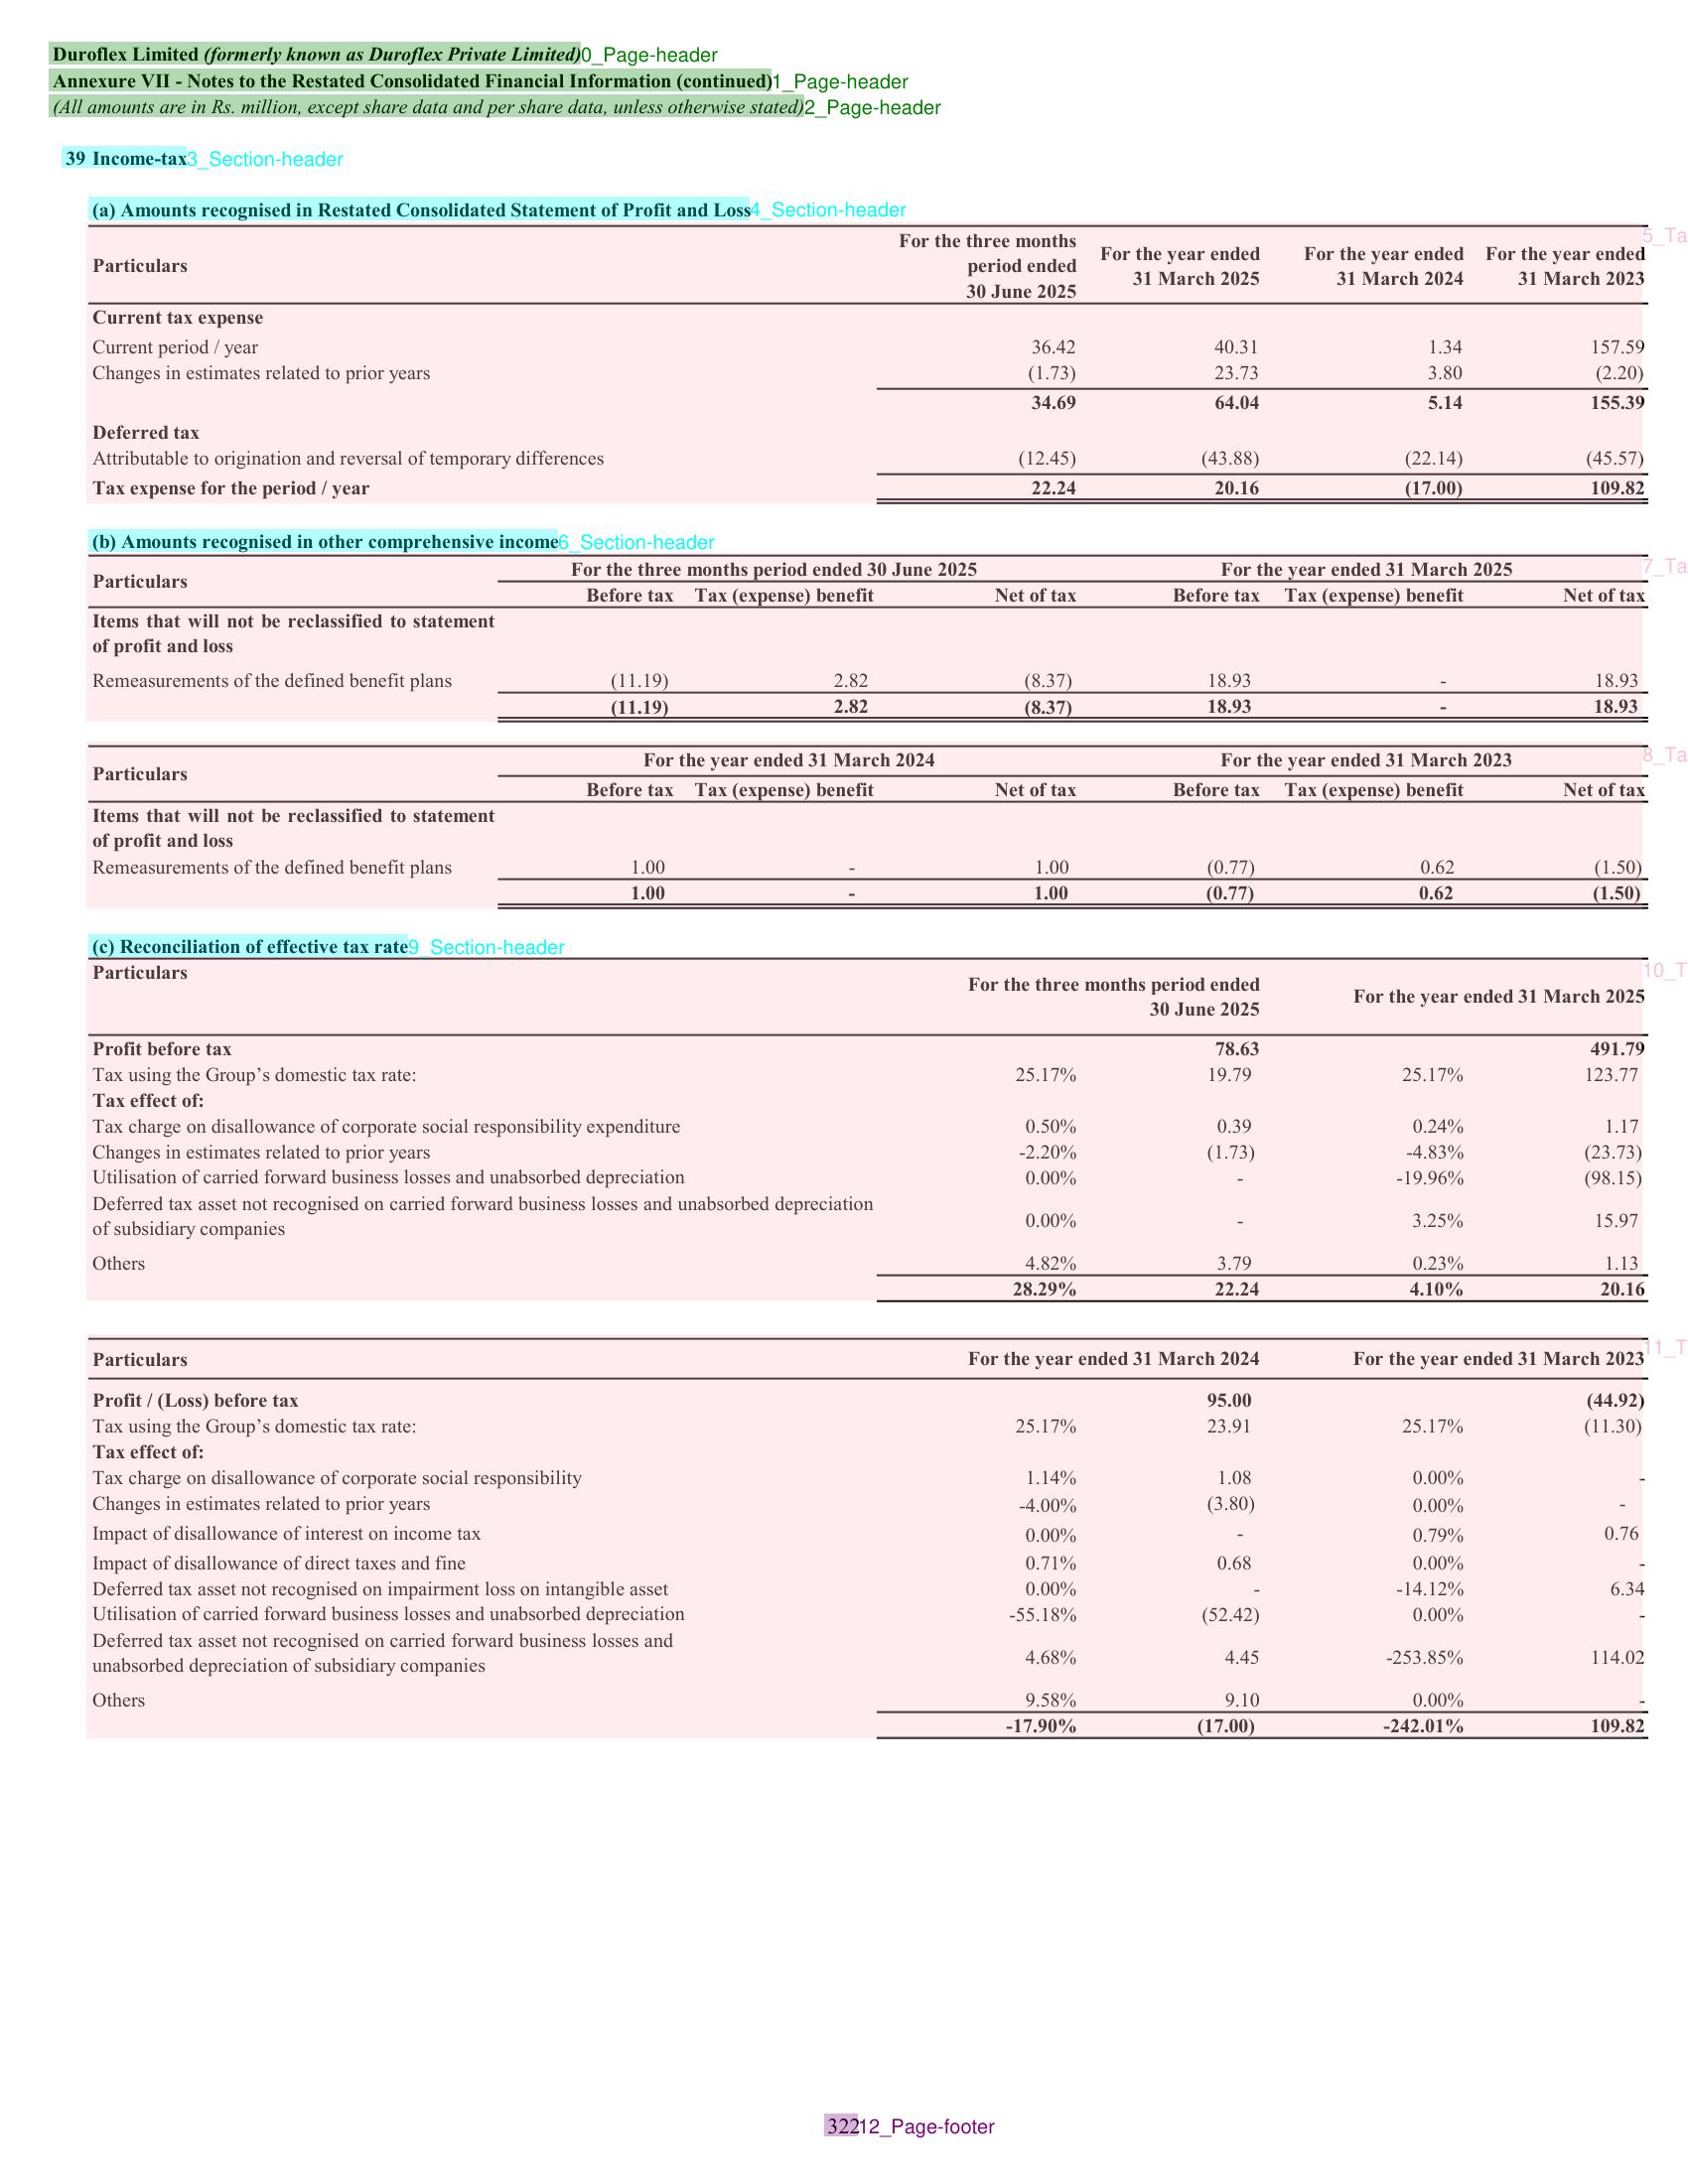 Duroflex Limited (formerly known as Duroflex Private Limited)0_Page-header
Annexure VII - Notes to the Restated Consolidated Financial Information (continued)1_Page-header
(All amounts are in Rs. million, except share data and per share data, unless otherwise stated)2_Page-header
39 Income-tax3_Section-header
(a) Amounts recognised in Restated Consolidated Statement of Profit and Loss4_Section-header
5_Ta
Particulars For the three months period ended 30 June 2025 For the year ended 31 March 2025 For the year ended 31 March 2024 For the year ended 31 March 2023
Current tax expense
Current period / year 36.42 40.31 1.34 157.59
Changes in estimates related to prior years (1.73) 23.73 3.80 (2.20)
34.69 64.04 5.14 155.39
Deferred tax
Attributable to origination and reversal of temporary differences (12.45) (43.88) (22.14) (45.57)
Tax expense for the period / year 22.24 20.16 (17.00) 109.82
(b) Amounts recognised in other comprehensive income6_Section-header
7_Ta
Particulars For the three months period ended 30 June 2025 For the year ended 31 March 2025
Before tax Tax (expense) benefit Net of tax Before tax Tax (expense) benefit Net of tax
Items that will not be reclassified to statement
of profit and loss
Remeasurements of the defined benefit plans (11.19) 2.82 (8.37) 18.93 - 18.93
(11.19) 2.82 (8.37) 18.93 - 18.93
8_Ta
Particulars For the year ended 31 March 2024 For the year ended 31 March 2023
Before tax Tax (expense) benefit Net of tax Before tax Tax (expense) benefit Net of tax
Items that will not be reclassified to statement
of profit and loss
Remeasurements of the defined benefit plans 1.00 - 1.00 (0.77) 0.62 (1.50)
1.00 - 1.00 (0.77) 0.62 (1.50)
(c) Reconciliation of effective tax rate9_Section-header
10_T
Particulars For the three months period ended 30 June 2025 For the year ended 31 March 2025
Profit before tax 78.63 491.79
Tax using the Group's domestic tax rate: 25.17% 19.79 25.17% 123.77
Tax effect of:
Tax charge on disallowance of corporate social responsibility expenditure 0.50% 0.39 0.24% 1.17
Changes in estimates related to prior years -2.20% (1.73) -4.83% (23.73)
Utilisation of carried forward business losses and unabsorbed depreciation 0.00% - -19.96% (98.15)
Deferred tax asset not recognised on carried forward business losses and unabsorbed depreciation
of subsidiary companies 0.00% - 3.25% 15.97
Others 4.82% 3.79 0.23% 1.13
28.29% 22.24 4.10% 20.16
11_T
Particulars For the year ended 31 March 2024 For the year ended 31 March 2023
Profit / (Loss) before tax 95.00 (44.92)
Tax using the Group's domestic tax rate: 25.17% 23.91 25.17% (11.30)
Tax effect of:
Tax charge on disallowance of corporate social responsibility 1.14% 1.08 0.00% -
Changes in estimates related to prior years -4.00% (3.80) 0.00% -
Impact of disallowance of interest on income tax 0.00% - 0.79% 0.76
Impact of disallowance of direct taxes and fine 0.71% 0.68 0.00% -
Deferred tax asset not recognised on impairment loss on intangible asset 0.00% - -14.12% 6.34
Utilisation of carried forward business losses and unabsorbed depreciation -55.18% (52.42) 0.00% -
Deferred tax asset not recognised on carried forward business losses and
unabsorbed depreciation of subsidiary companies 4.68% 4.45 -253.85% 114.02
Others 9.58% 9.10 0.00% -
-17.90% (17.00) -242.01% 109.82
32212_Page-footer